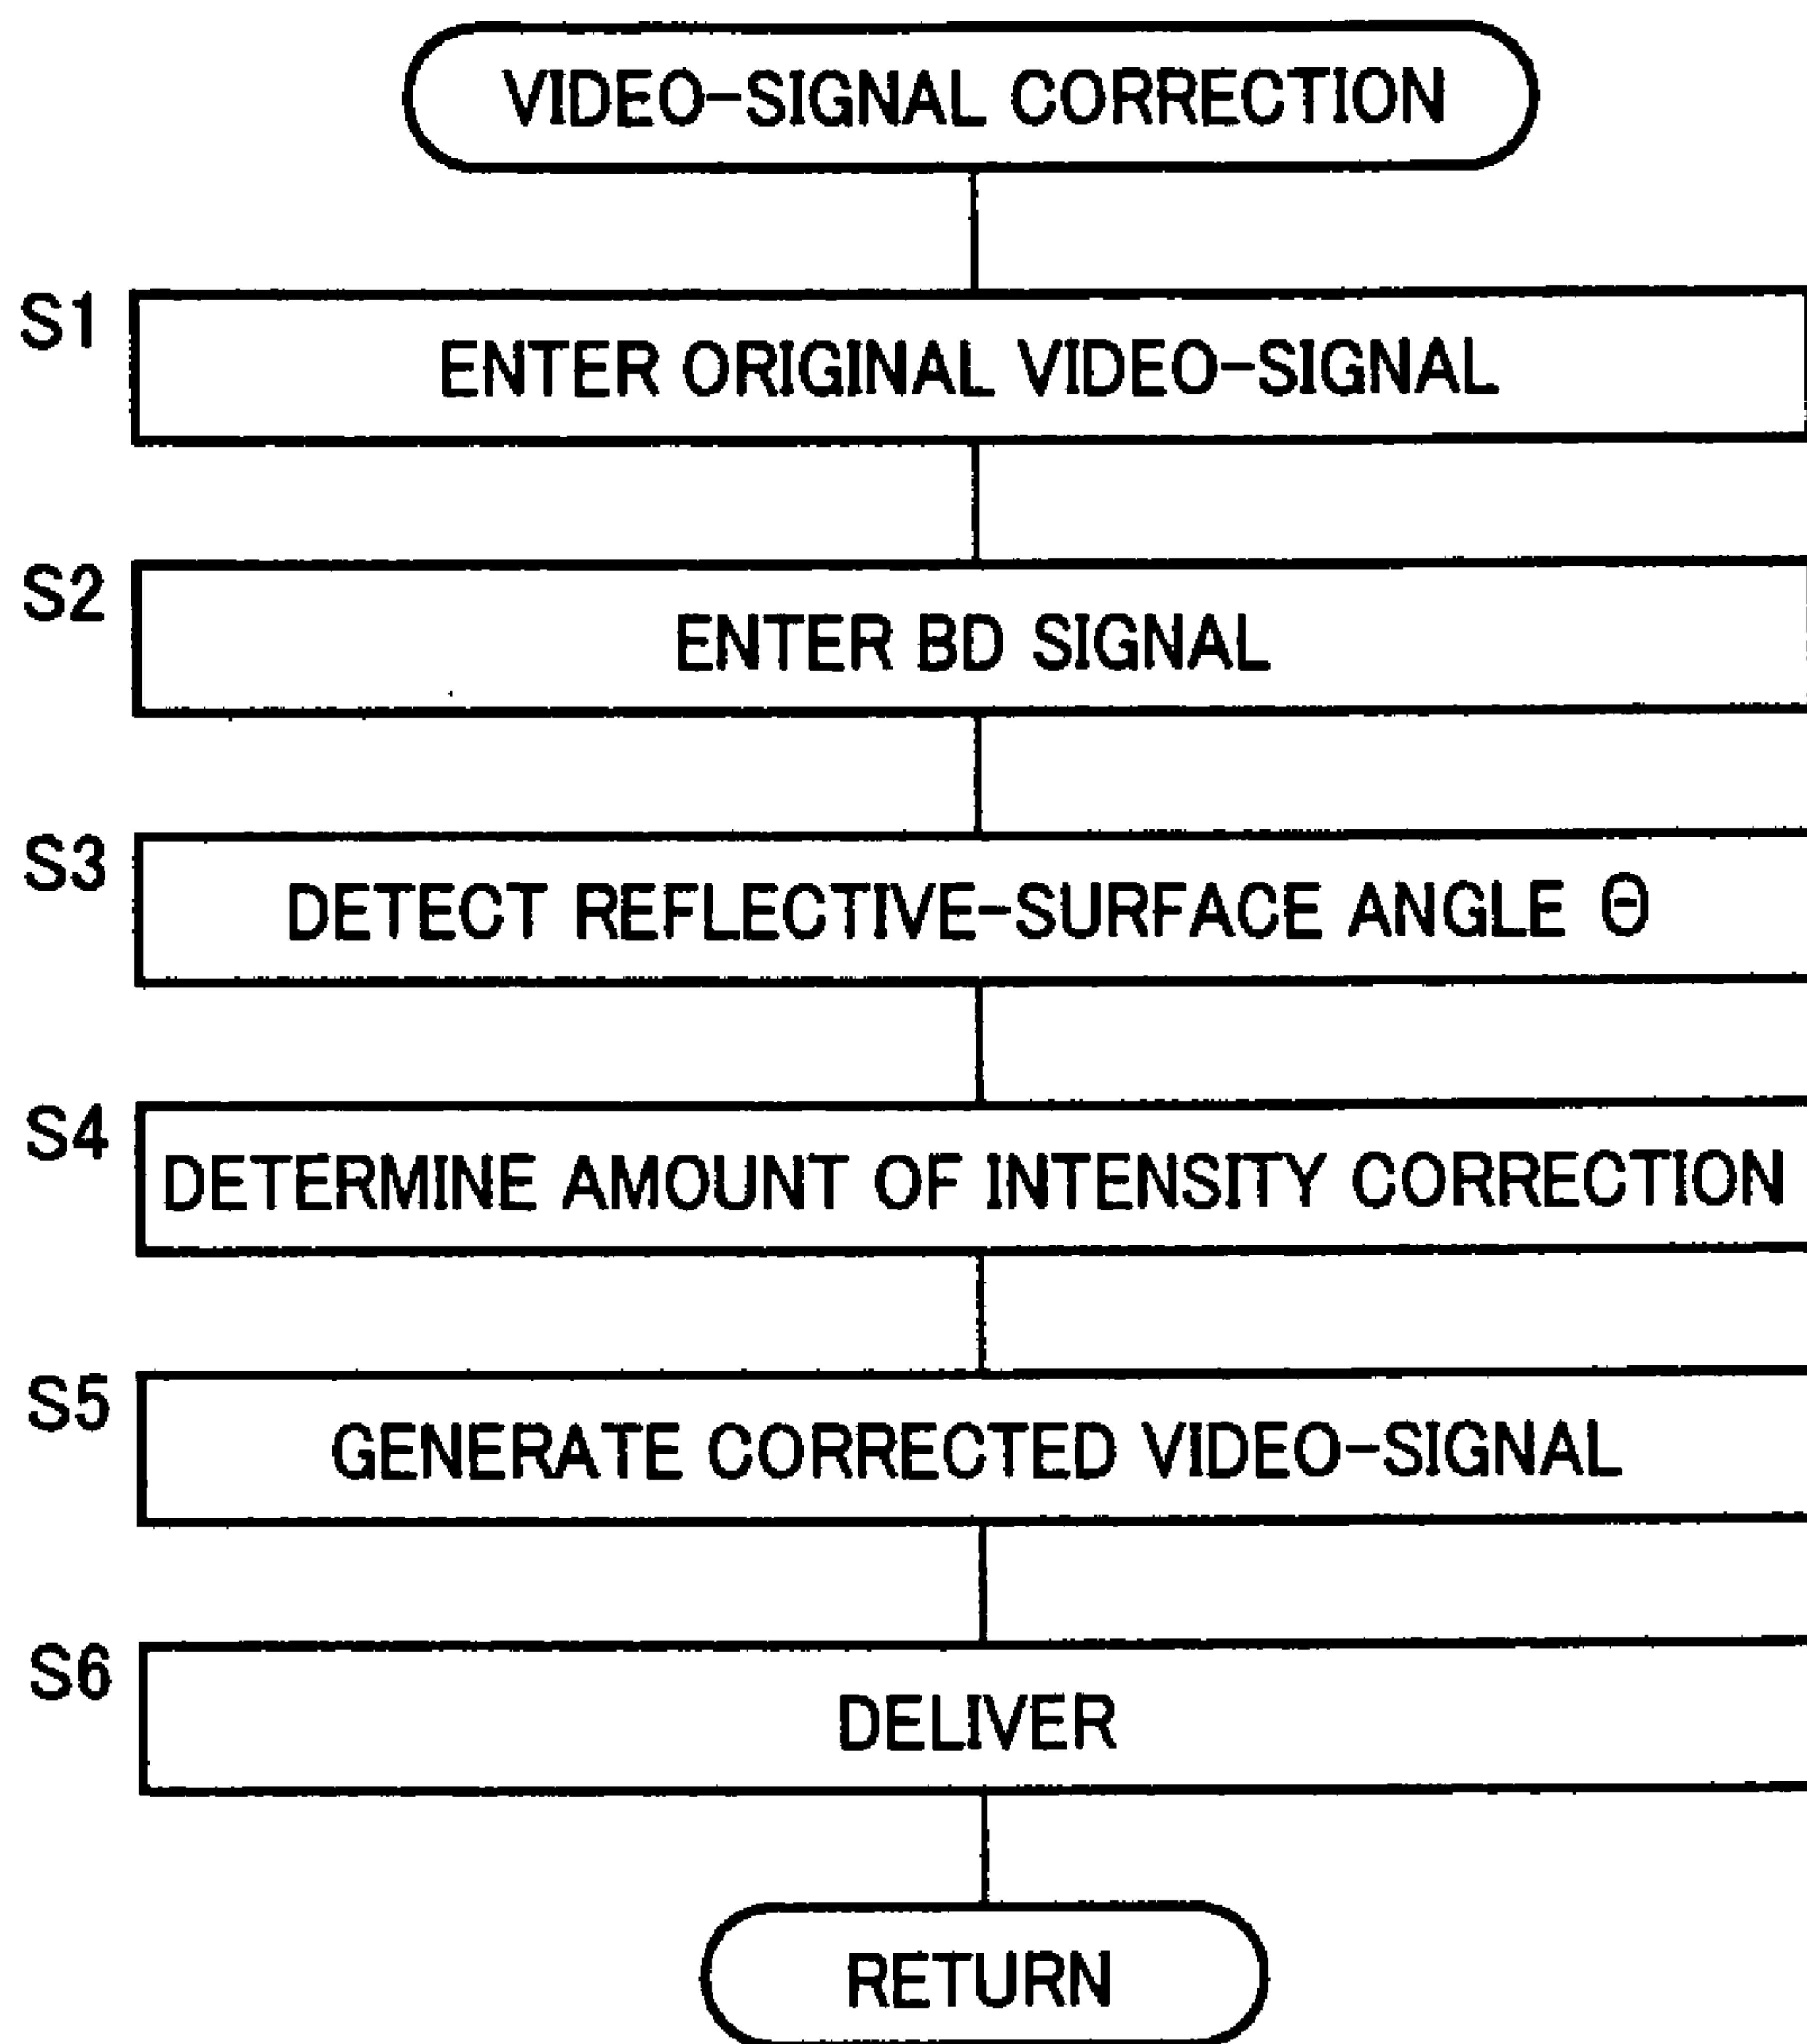 VIDEO-SIGNAL CORRECTION
S1
ENTER ORIGINAL VIDEO-SIGNAL
S2
ENTER BD SIGNAL
S3
DETECT REFLECTIVE-SURFACE ANGLE Θ
S4
DETERMINE AMOUNT OF INTENSITY CORRECTION
S5
GENERATE CORRECTED VIDEO-SIGNAL
S6
DELIVER
RETURN